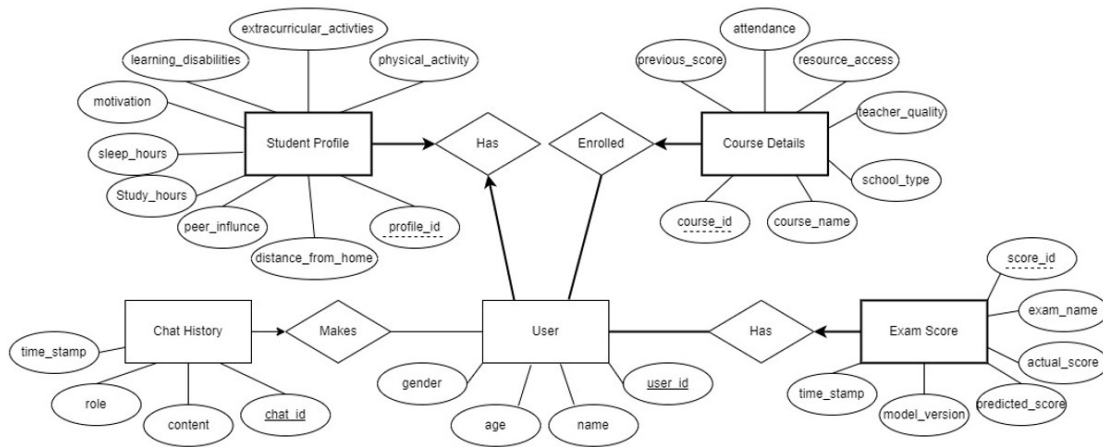 extracurricular_activties
learning_disabilities
physical_activity
motivation
Student Profile
sleep_hours
Study_hours
peer_influnce
distance_from_home
profile_id
Has
Enrolled
attendance
previous_score
resource_access
teacher_quality
Course Details
school_type
course_id
course_name
Chat History
time_stamp
role
content
chat_id
Makes
User
gender
age
name
user_id
Has
Exam Score
score_id
exam_name
actual_score
predicted_score
model_version
time_stamp